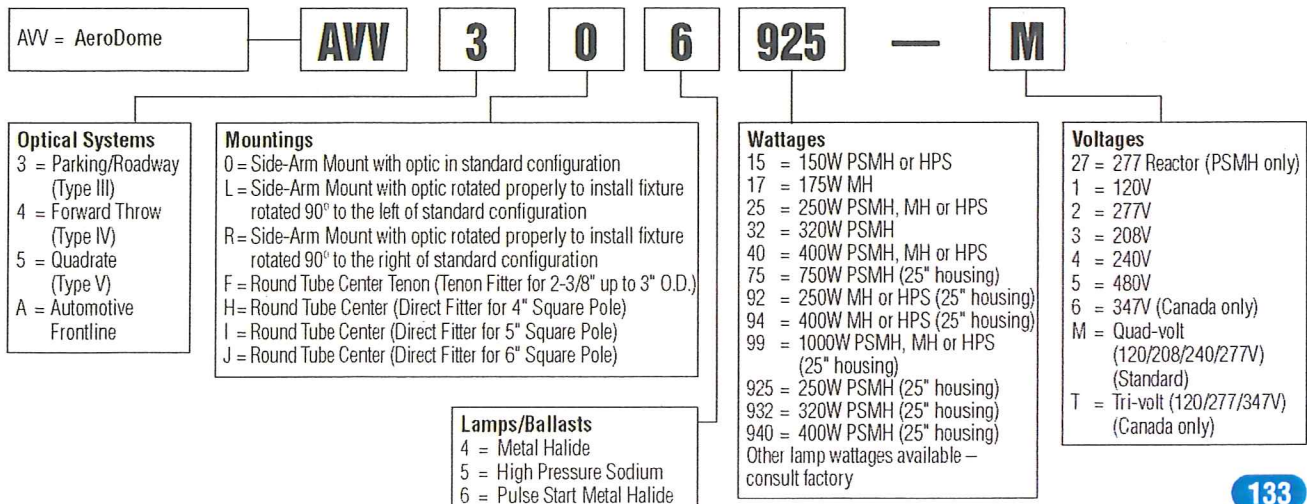 AVV = AeroDome
AVV 3 0 6 925 — M
Optical Systems
3 = Parking/Roadway
(Type III)
4 = Forward Throw
(Type IV)
5 = Quadrate
(Type V)
A = Automotive
Frontline
Mountings
0 = Side-Arm Mount with optic in standard configuration
L = Side-Arm Mount with optic rotated properly to install fixture
rotated 90° to the left of standard configuration
R = Side-Arm Mount with optic rotated properly to install fixture
rotated 90° to the right of standard configuration
F = Round Tube Center Tenon (Tenon Fitter for 2-3/8" up to 3" O.D.)
H = Round Tube Center (Direct Fitter for 4" Square Pole)
I = Round Tube Center (Direct Fitter for 5" Square Pole)
J = Round Tube Center (Direct Fitter for 6" Square Pole)
Lamps/Ballasts
4 = Metal Halide
5 = High Pressure Sodium
6 = Pulse Start Metal Halide
Wattages
15 = 150W PSMH or HPS
17 = 175W MH
25 = 250W PSMH, MH or HPS
32 = 320W PSMH
40 = 400W PSMH, MH or HPS
75 = 750W PSMH (25" housing)
92 = 250W MH or HPS (25" housing)
94 = 400W MH or HPS (25" housing)
99 = 1000W PSMH, MH or HPS
(25" housing)
925 = 250W PSMH (25" housing)
932 = 320W PSMH (25" housing)
940 = 400W PSMH (25" housing)
Other lamp wattages available –
consult factory
Voltages
27 = 277 Reactor (PSMH only)
1 = 120V
2 = 277V
3 = 208V
4 = 240V
5 = 480V
6 = 347V (Canada only)
M = Quad-volt
(120/208/240/277V)
(Standard)
T = Tri-volt (120/277/347V)
(Canada only)
133